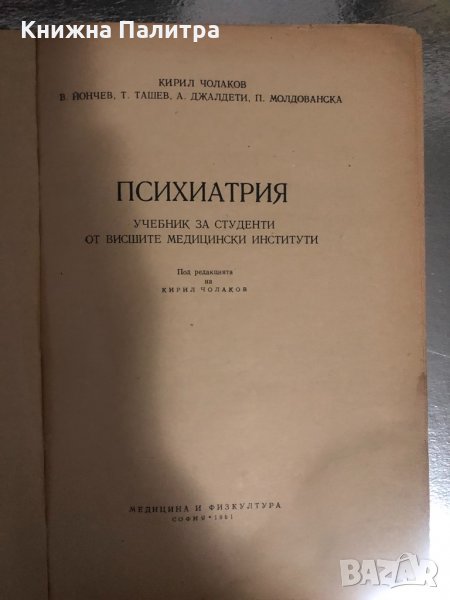 Книжна Палитра
КИРИЛ ЧОЛАКОВ
В. ЙОНЧЕВ, Т. ТАШЕВ, А. ДЖАЛДЕТИ, П. МОЛДОВАНСКА
ПСИХИАТРИЯ
УЧЕБНИК ЗА СТУДЕНТИ
ОТ ВИСШИТЕ МЕДИЦИНСКИ ИНСТИТУТИ
Под редакцията
на
КИРИЛ ЧОЛАКОВ
МЕДИЦИНА И ФИЗКУЛТУРА
СОФИЯ
BAZAR